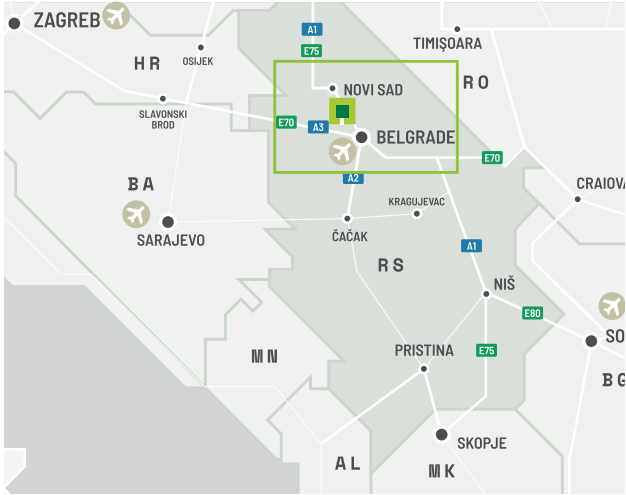 ZAGREB
A1
TIMIȘOARA
E75
OSIJEK
HR
RO
NOVI SAD
SLAVONSKI
BROD
E70
A3
BELGRADE
E70
A2
BA
KRAGUJEVAC
CRAIOVA
SARAJEVO
ČAČAK
A1
RS
NIŠ
E80
SO
MN
PRISTINA
E75
BG
SKOPJE
AL
MK